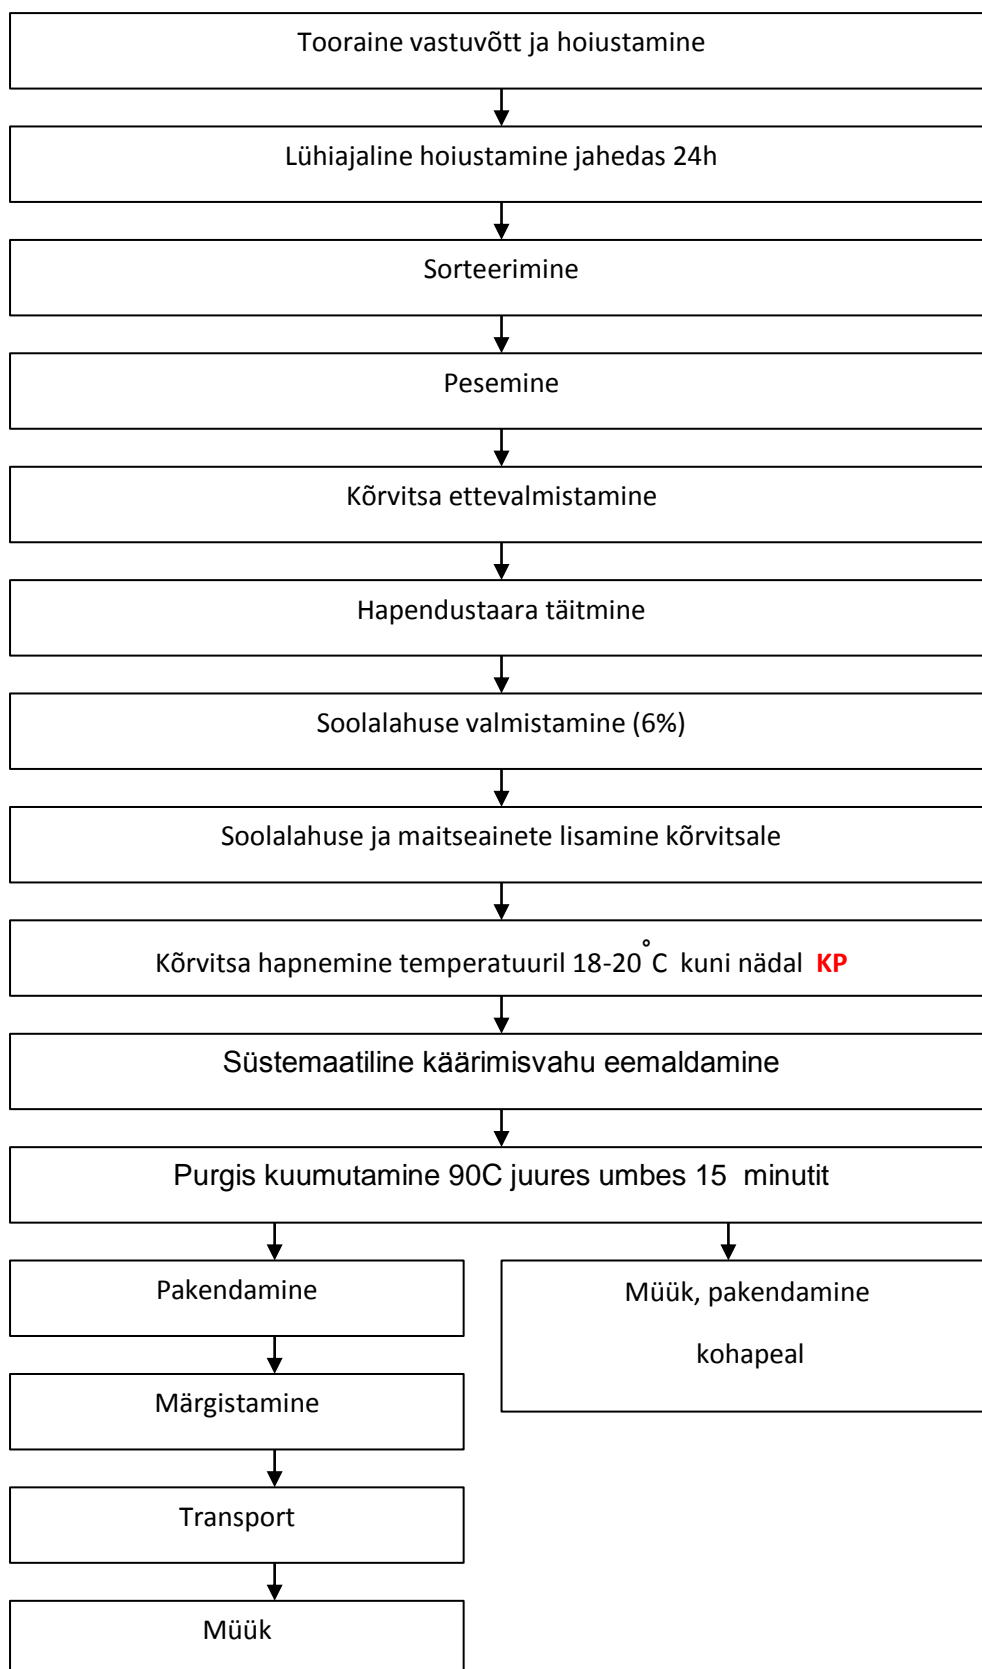 Tooraine vastuvõtt ja hoiustamine
Lühiajaline hoiustamine jahedas 24h
Sorteerimine
Pesemine
Kõrvitsa ettevalmistamine
Hapendustaara täitmine
Soolalahuse valmistamine (6%)
Soolalahuse ja maitseainete lisamine kõrvitsale
Kõrvitsa hapnemine temperatuuril 18-20°C kuni nädal KP
Süstemaatiline käärimisvahu eemaldamine
Purgis kuumutamine 90C juures umbes 15 minutit
Pakendamine
Märgistamine
Transport
Müük
Müük, pakendamine
kohapeal